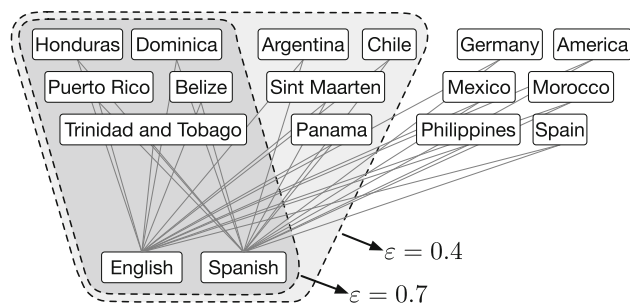 Honduras Dominica Argentina Chile Germany America
Puerto Rico Belize Sint Maarten Mexico Morocco
Trinidad and Tobago Panama Philippines Spain
English Spanish
ε = 0.4
ε = 0.7